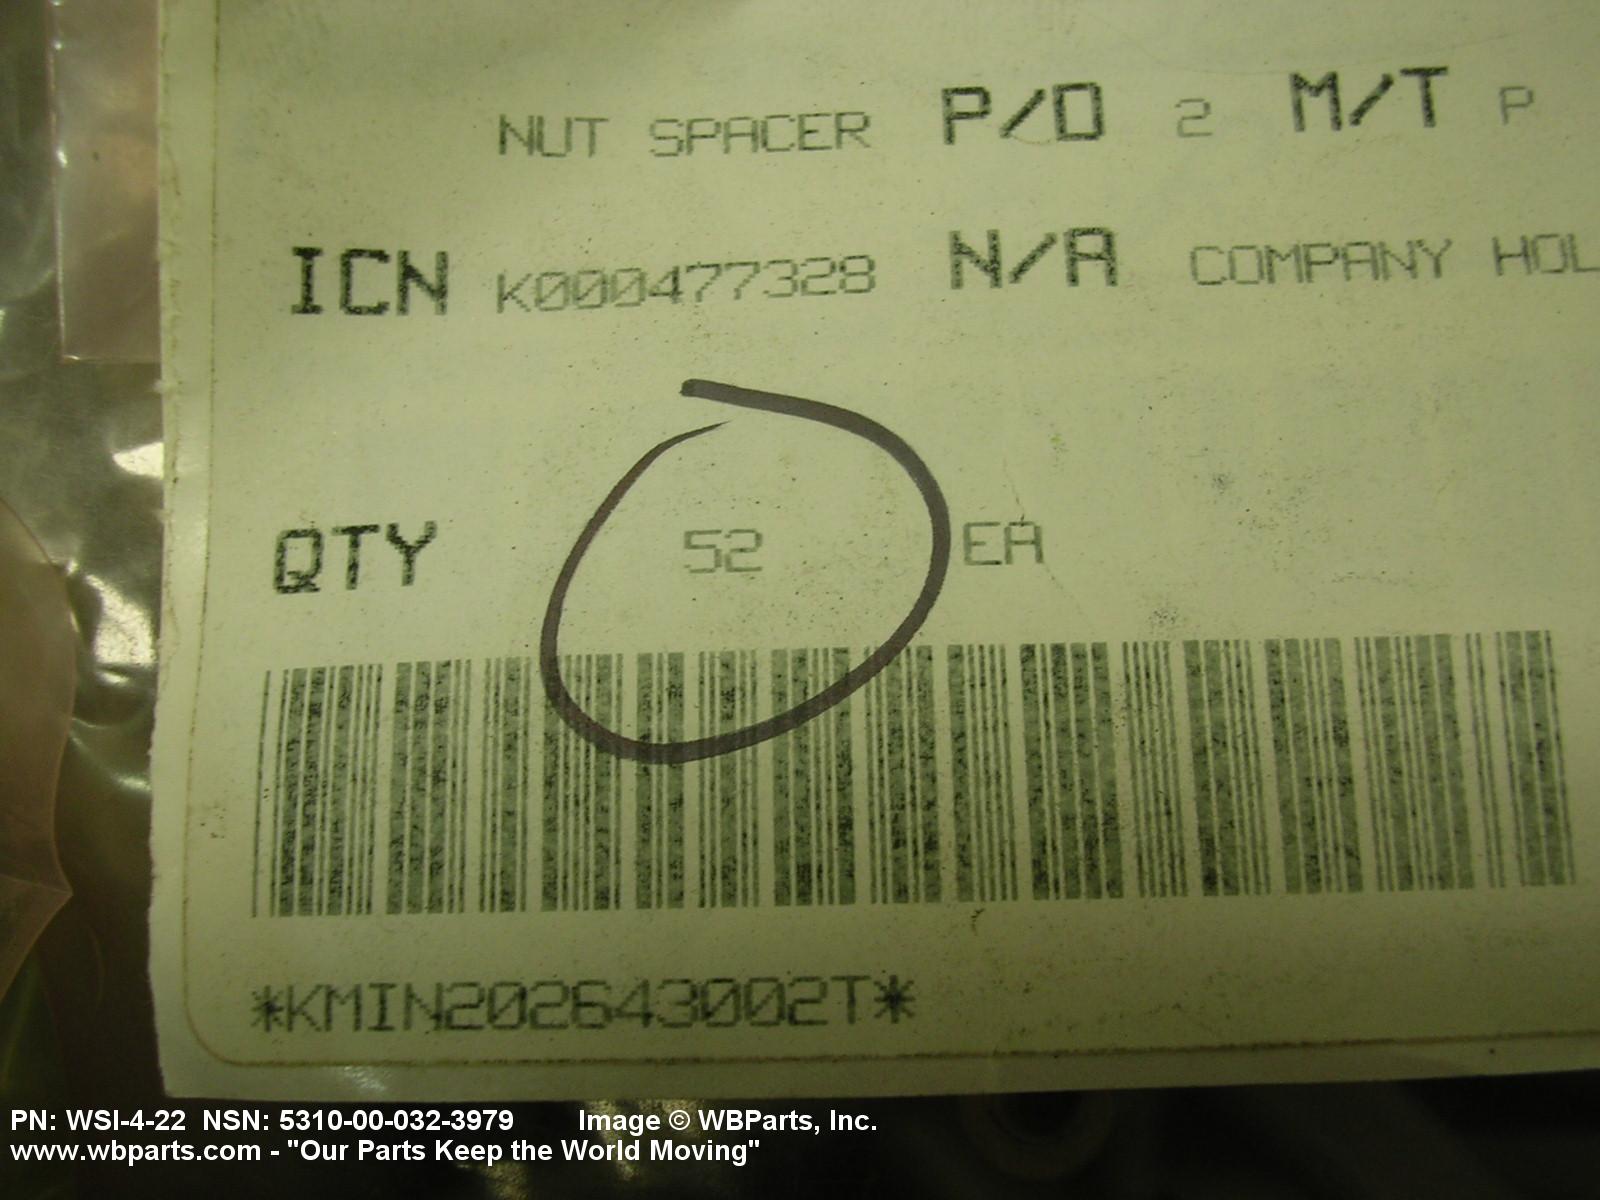 NUT SPACER P/O 2 M/T P
ICN K000477328 N/A COMPANY HOL
QTY 52 EA
*KMIN202643002T*
PN: WSI-4-22 NSN: 5310-00-032-3979 Image © WBParts, Inc.
www.wbparts.com - "Our Parts Keep the World Moving"